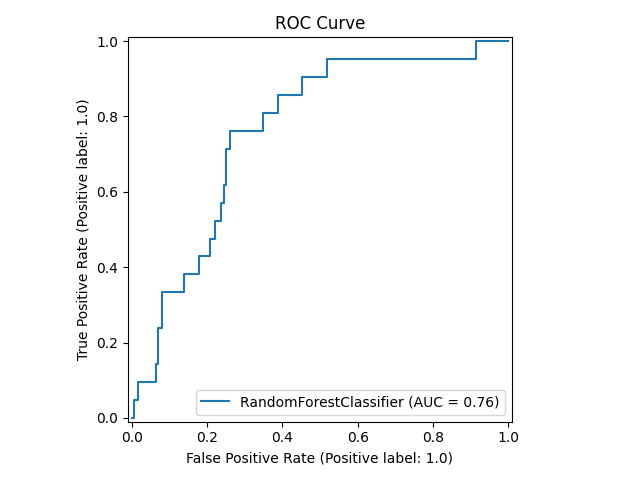 ROC Curve
True Positive Rate (Positive label: 1.0)
1.0
0.8
0.6
0.4
0.2
0.0
RandomForestClassifier (AUC = 0.76)
0.0 0.2 0.4 0.6 0.8 1.0
False Positive Rate (Positive label: 1.0)